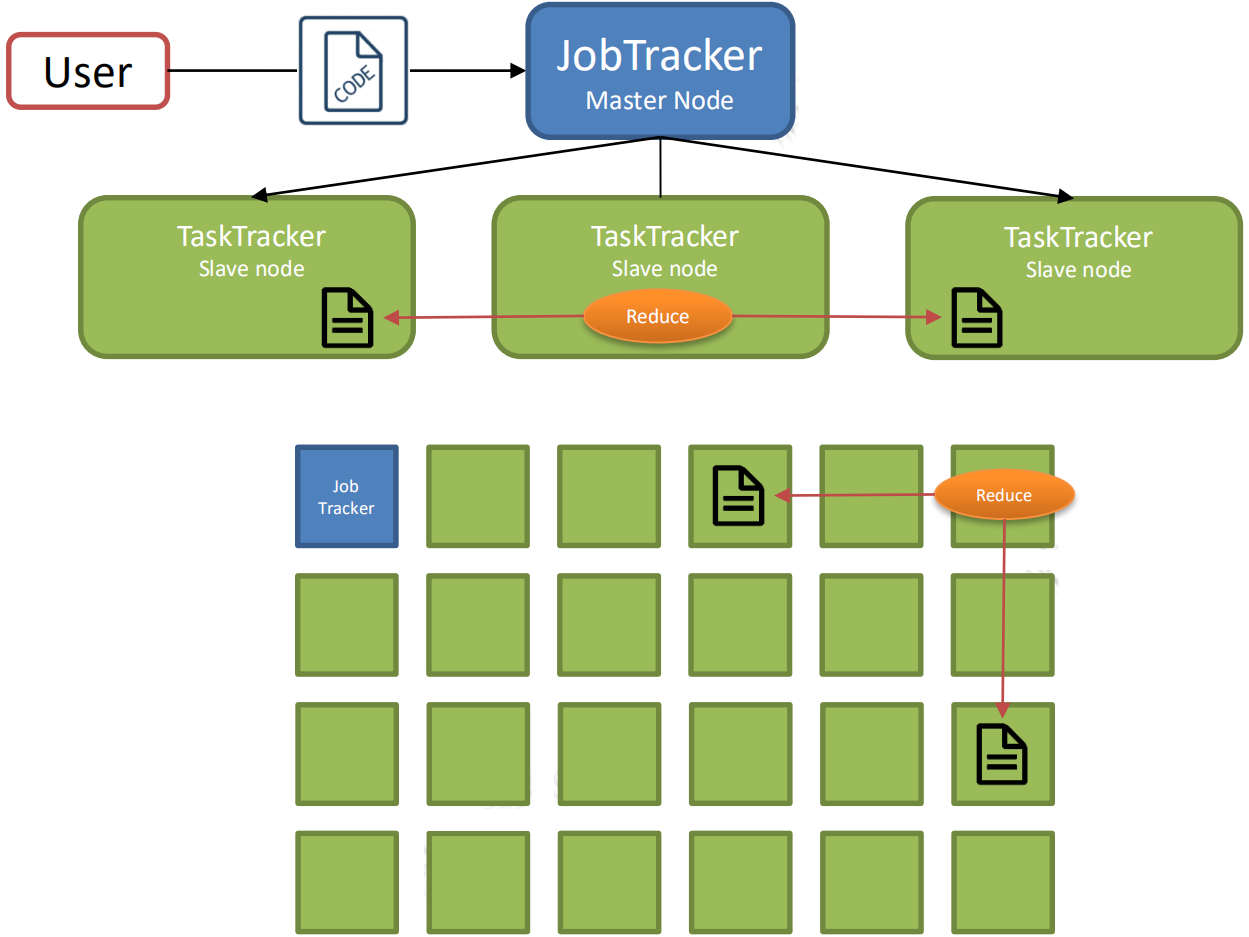 User
CODE
JobTracker
Master Node
TaskTracker
Slave node
TaskTracker
Slave node
Reduce
TaskTracker
Slave node
Job
Tracker
Reduce